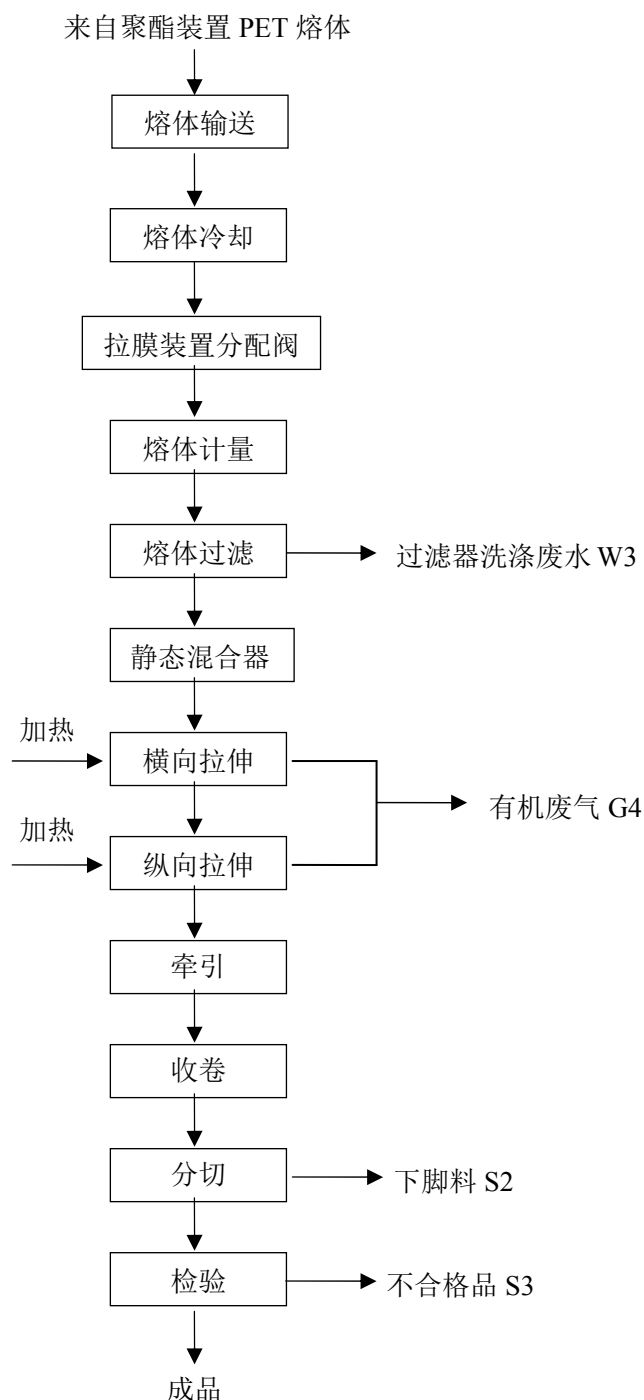 来自聚酯装置 PET 熔体
熔体输送
熔体冷却
拉膜装置分配阀
熔体计量
熔体过滤
过滤器洗涤废水 W3
静态混合器
加热
横向拉伸
有机废气 G4
加热
纵向拉伸
牵引
收卷
分切
下脚料 S2
检验
不合格品 S3
成品